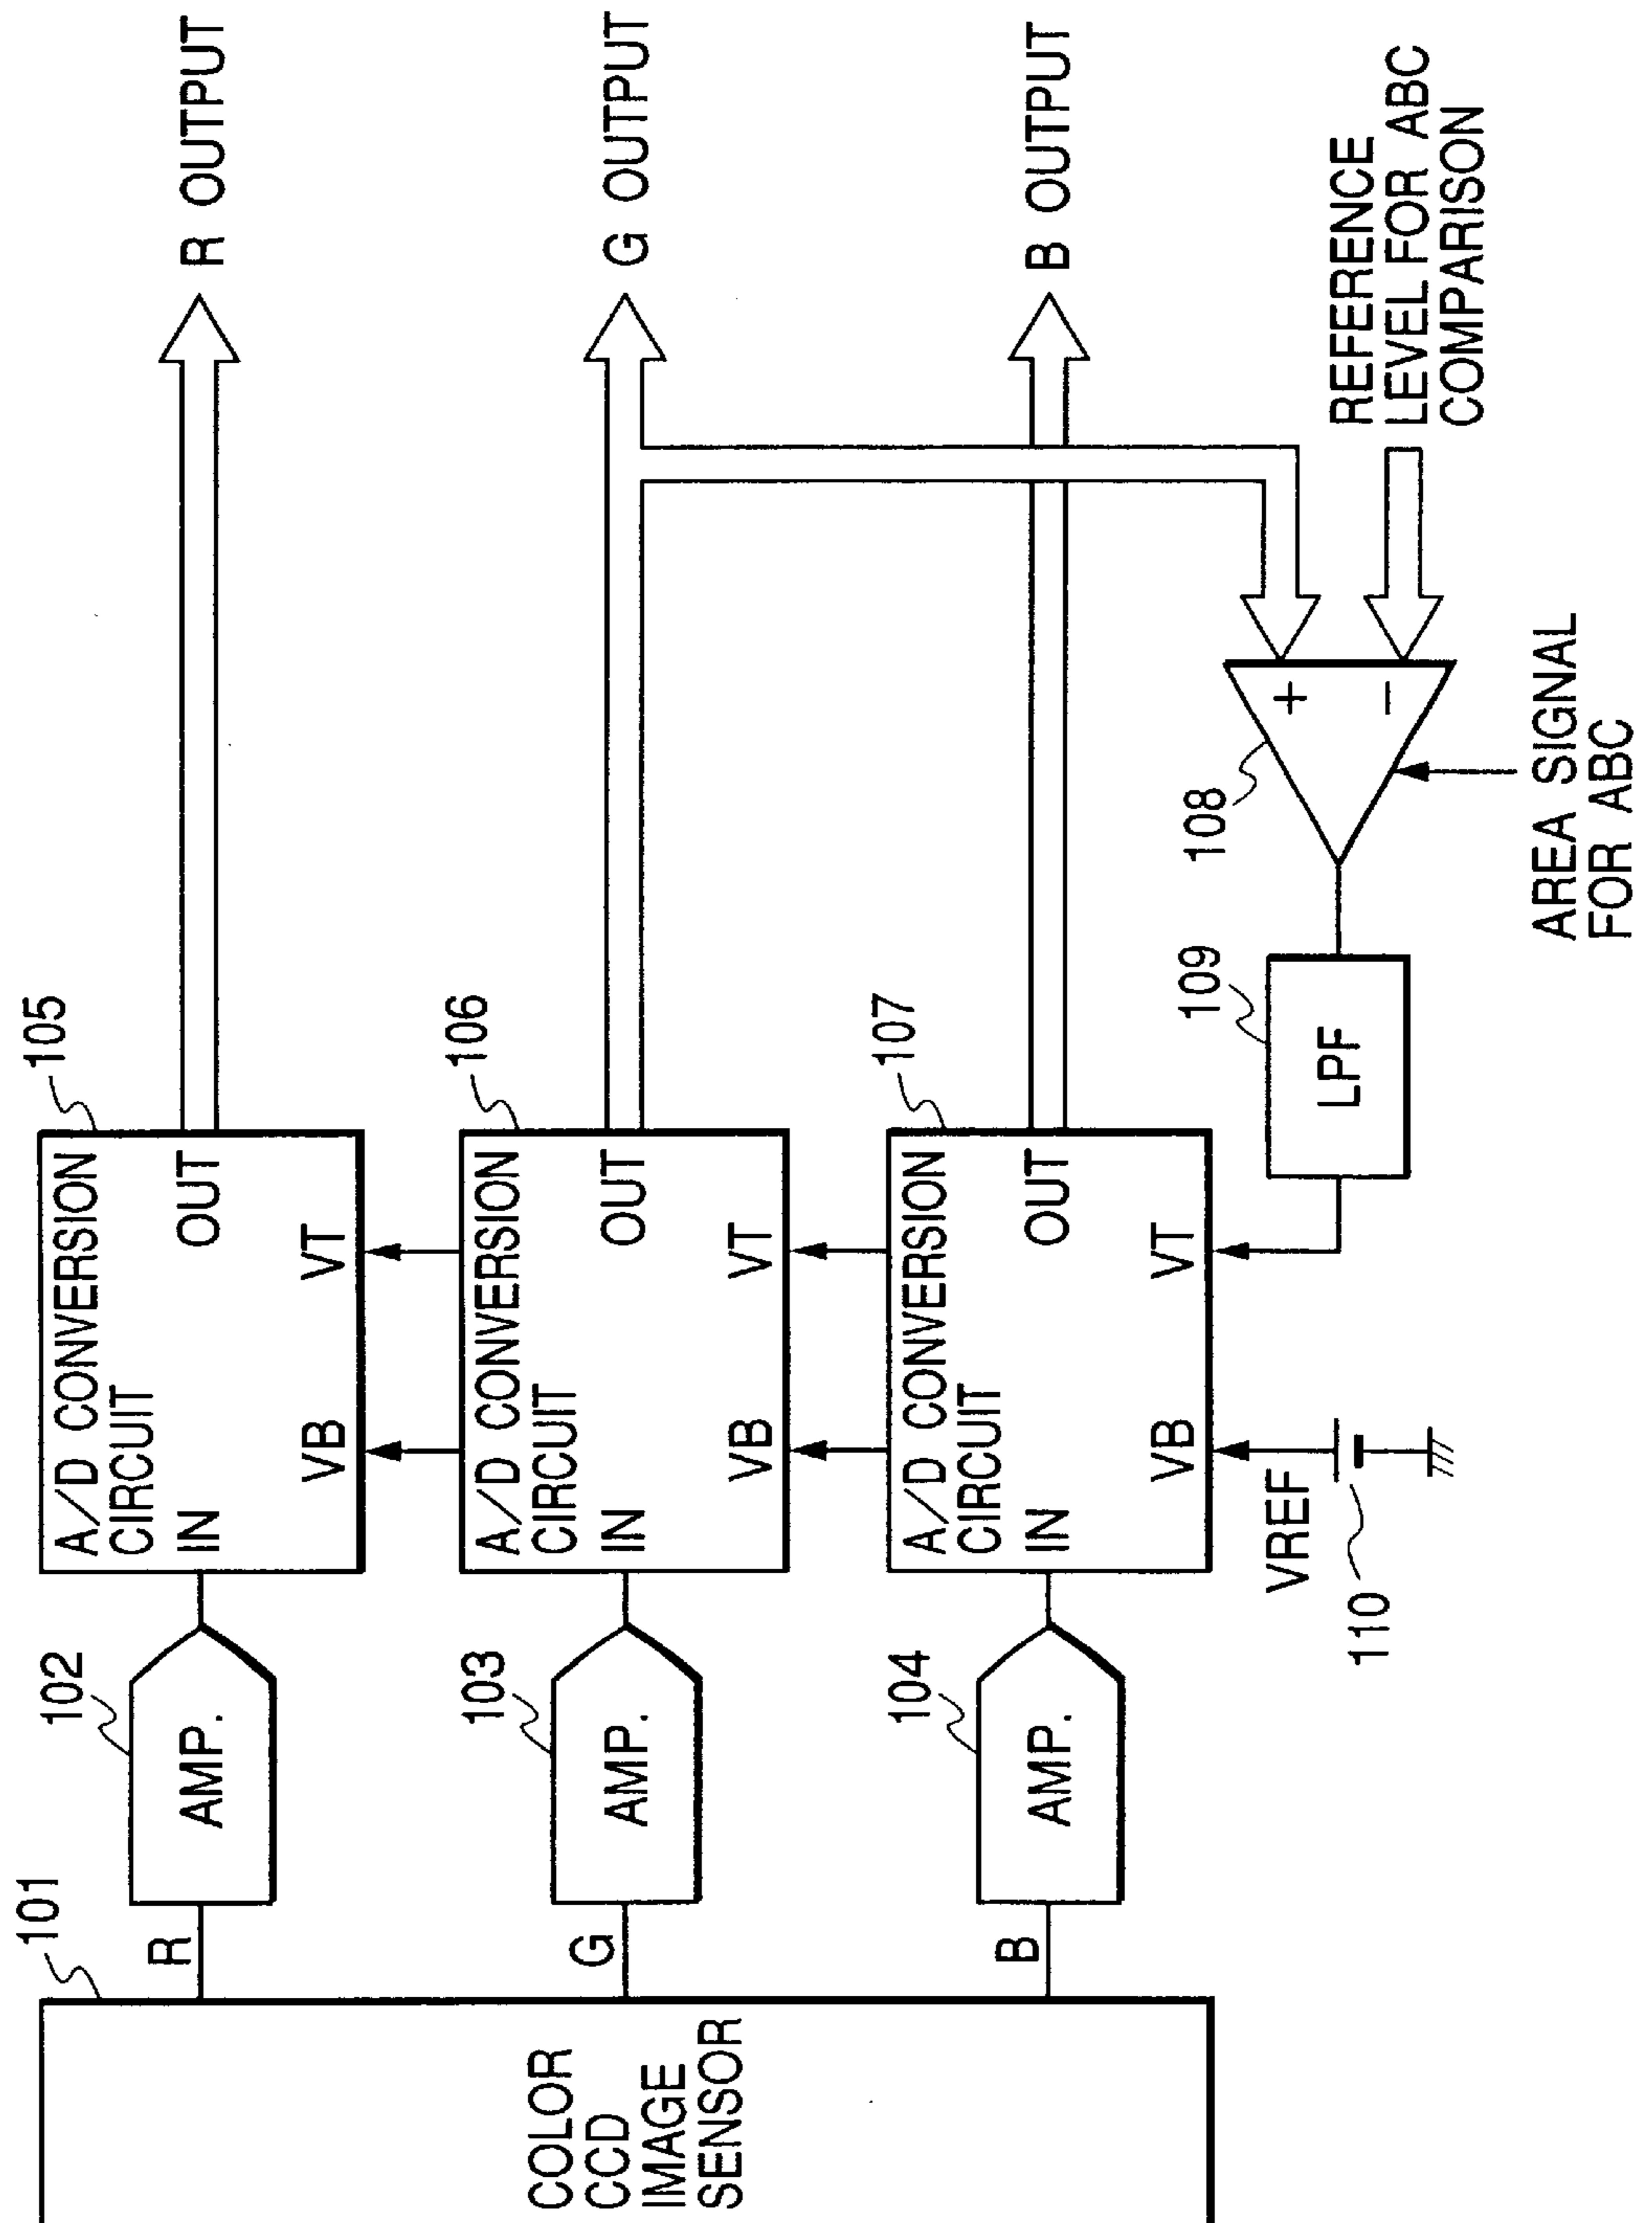 101
COLOR
CCD
IMAGE
SENSOR
R
G
B
102
AMP.
103
AMP.
104
AMP.
105
A/D CONVERSION
CIRCUIT
IN
OUT
VB
VT
106
A/D CONVERSION
CIRCUIT
IN
OUT
VB
VT
107
A/D CONVERSION
CIRCUIT
IN
OUT
VB
VT
VREF
110
109
LPF
108
+
−
AREA SIGNAL
FOR ABC
REFERENCE
LEVEL FOR ABC
COMPARISON
R OUTPUT
G OUTPUT
B OUTPUT